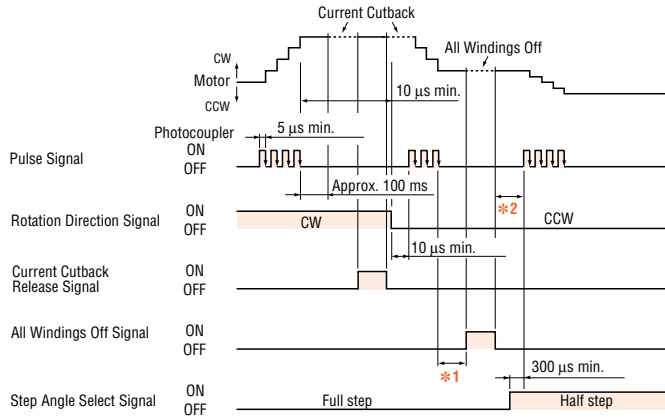 Current Cutback
CW
Motor
CCW
All Windings Off
10 µs min.
Photocoupler
5 µs min.
Pulse Signal
ON
OFF
Approx. 100 ms
*2
Rotation Direction Signal
ON
OFF
CW
CCW
10 µs min.
Current Cutback
Release Signal
ON
OFF
All Windings Off Signal
ON
OFF
*1
300 µs min.
Step Angle Select Signal
ON
OFF
Full step
Half step